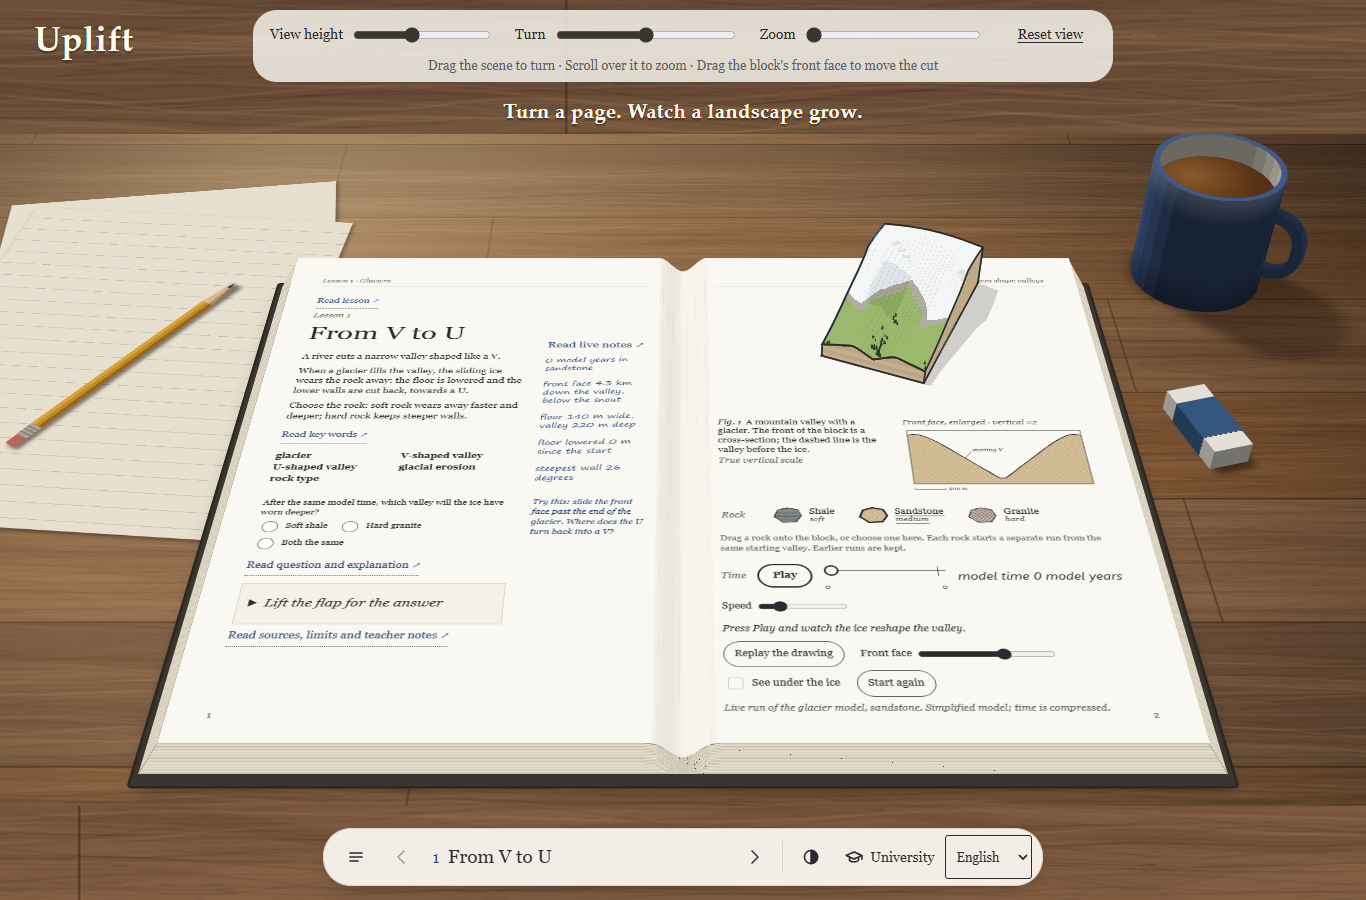 Uplift
View height
Turn
Zoom
Reset view
Drag the scene to turn · Scroll over it to zoom · Drag the block's front face to move the cut
Turn a page. Watch a landscape grow.
Lesson 1 · Glaciers
Read lesson ↗
Lesson 1
From V to U
A river cuts a narrow valley shaped like a V.
When a glacier fills the valley, the sliding ice
wears the rock away: the floor is lowered and the
lower walls are cut back, towards a U.
Choose the rock: soft rock wears away faster and
deeper; hard rock keeps steeper walls.
Read key words ↗
glacier
V-shaped valley
U-shaped valley
glacial erosion
rock type
After the same model time, which valley will the ice have
worn deeper?
Soft shale
Hard granite
Both the same
Read question and explanation ↗
► Lift the flap for the answer
Read sources, limits and teacher notes ↗
1
Read live notes ↗
0 model years in
sandstone
front face 4.3 km
down the valley,
below the snout
floor 140 m wide,
valley 220 m deep
floor lowered 0 m
since the start
steepest wall 26
degrees
Try this: slide the front
face past the end of the
glacier. Where does the U
turn back into a V?
shape valleys
Fig. 1 A mountain valley with a
glacier. The front of the block is a
cross-section; the dashed line is the
valley before the ice.
True vertical scale
Front face, enlarged · vertical ×2
starting V
200 m
Rock
Shale
soft
Sandstone
medium
Granite
hard
Drag a rock onto the block, or choose one here. Each rock starts a separate run from the
same starting valley. Earlier runs are kept.
Time
Play
model time 0 model years
0
0
Speed
Press Play and watch the ice reshape the valley.
Replay the drawing
Front face
See under the ice
Start again
Live run of the glacier model, sandstone. Simplified model; time is compressed.
2
1 From V to U
University
English